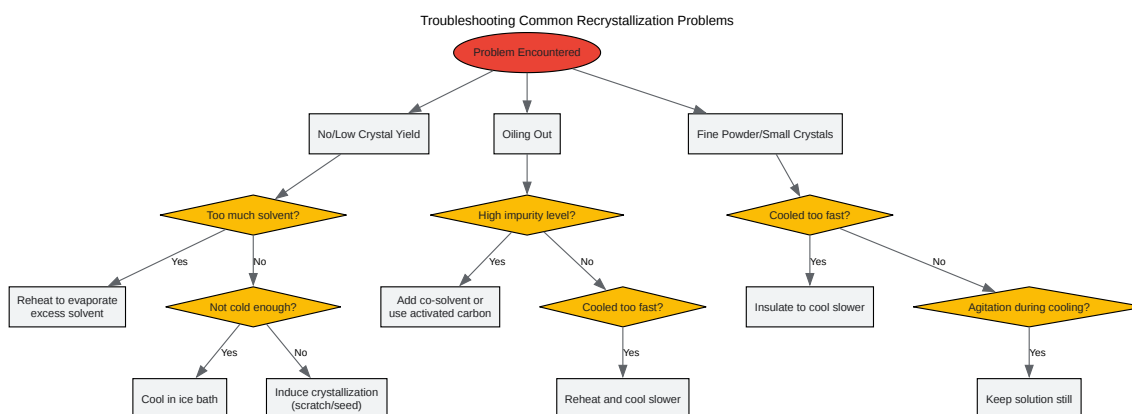 Troubleshooting Common Recrystallization Problems
Problem Encountered
No/Low Crystal Yield
Oiling Out
Fine Powder/Small Crystals
Too much solvent?
High impurity level?
Cooled too fast?
Yes
No
Yes
No
Yes
No
Reheat to evaporate
excess solvent
Not cold enough?
Add co-solvent or
use activated carbon
Cooled too fast?
Insulate to cool slower
Agitation during cooling?
Yes
No
Yes
Yes
Cool in ice bath
Induce crystallization
(scratch/seed)
Reheat and cool slower
Keep solution still